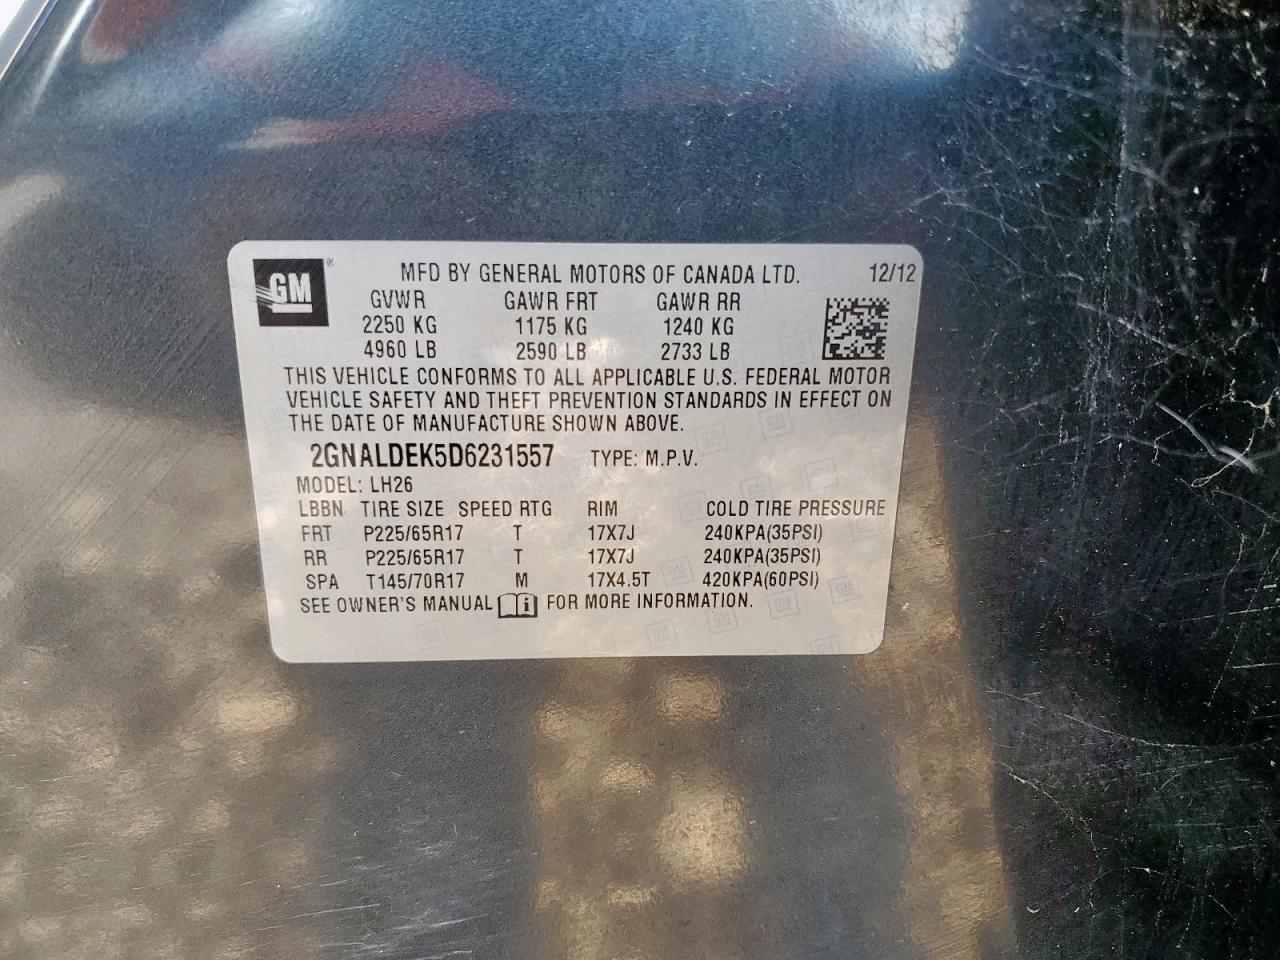 GM ® MFD BY GENERAL MOTORS OF CANADA LTD. 12/12
GVWR GAWR FRT GAWR RR
2250 KG 1175 KG 1240 KG
4960 LB 2590 LB 2733 LB
THIS VEHICLE CONFORMS TO ALL APPLICABLE U.S. FEDERAL MOTOR
VEHICLE SAFETY AND THEFT PREVENTION STANDARDS IN EFFECT ON
THE DATE OF MANUFACTURE SHOWN ABOVE.
2GNALDEK5D6231557 TYPE: M.P.V.
MODEL: LH26
LBBN TIRE SIZE SPEED RTG RIM COLD TIRE PRESSURE
FRT P225/65R17 T 17X7J 240KPA(35PSI)
RR P225/65R17 T 17X7J 240KPA(35PSI)
SPA T145/70R17 M 17X4.5T 420KPA(60PSI)
SEE OWNER'S MANUAL i FOR MORE INFORMATION.